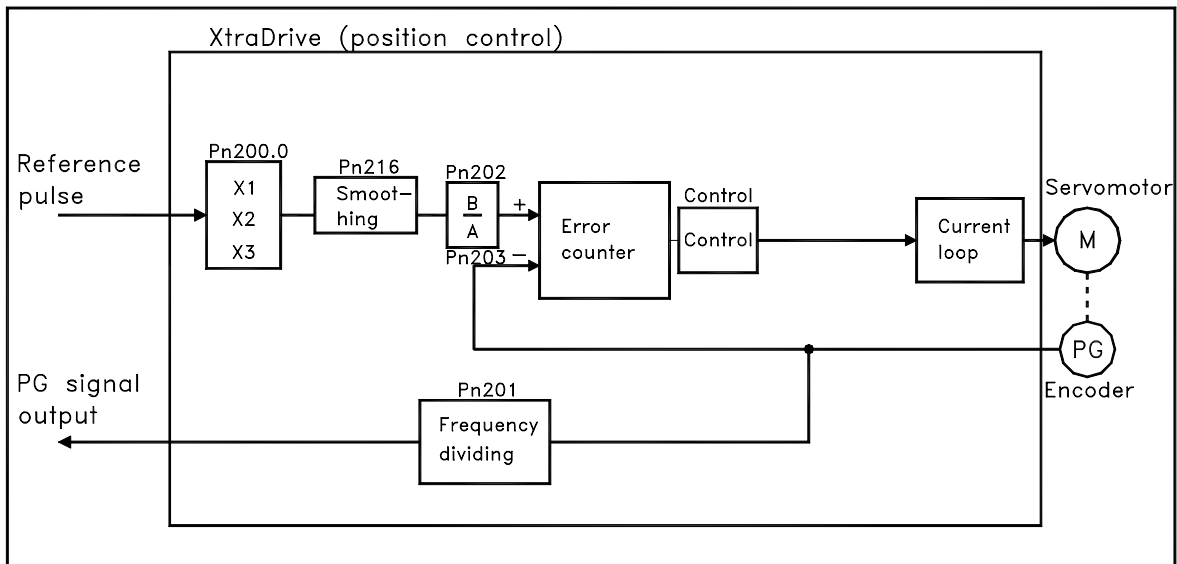 XtraDrive (position control)
Reference
pulse
Pn200.0
X1
X2
X3
Pn216
Smoot-
hing
Pn202
B
A
Pn203
+
-
Error
counter
Control
Control
Current
loop
Servomotor
M
PG
Encoder
PG signal
output
Pn201
Frequency
dividing